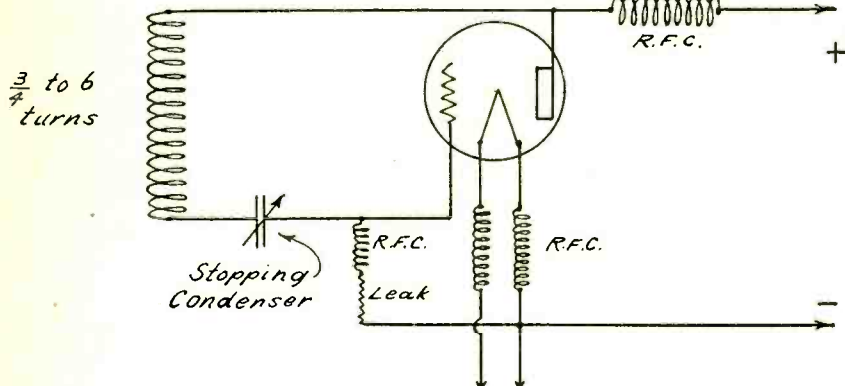 R.F.C.
+
3/4 to 6
turns
R.F.C.
R.F.C.
Stopping
Condenser
Leak
-